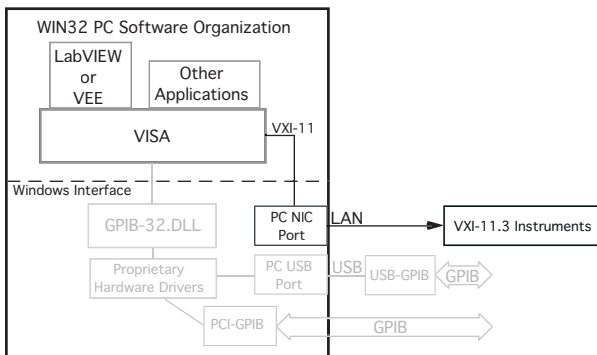 WIN32 PC Software Organization
LabVIEW
or
VEE
Other
Applications
VISA
VXI-11
Windows Interface
GPIB-32.DLL
PC NIC
Port
LAN
VXI-11.3 Instruments
Proprietary
Hardware Drivers
PC USB
Port
USB
USB-GPIB
GPIB
PCI-GPIB
GPIB